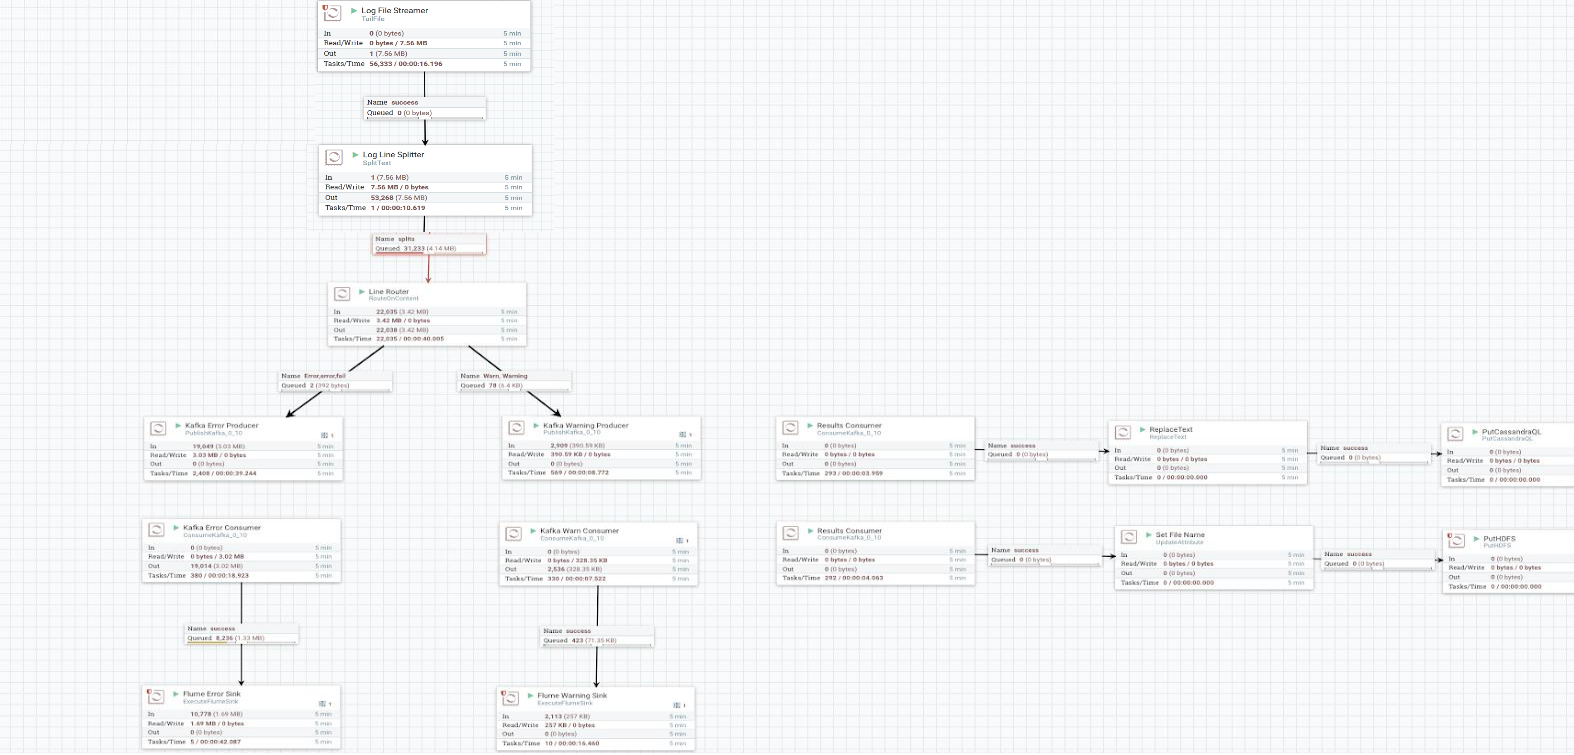 Log File Streamer
TailFile
In 0 (0 bytes) 5 min
Read/Write 0 bytes / 7.56 MB 5 min
Out 1 (7.56 MB) 5 min
Tasks/Time 56,333 / 00:00:16.196 5 min
Name success
Queued 0 (0 bytes)
Log Line Splitter
SplitText
In 1 (7.56 MB) 5 min
Read/Write 7.56 MB / 0 bytes 5 min
Out 53,268 (7.56 MB) 5 min
Tasks/Time 1 / 00:00:10.619 5 min
Name splits
Queued 31,233 (4.14 MB)
Line Router
RouteOnContent
In 22,035 (3.42 MB) 5 min
Read/Write 3.42 MB / 0 bytes 5 min
Out 22,038 (3.42 MB) 5 min
Tasks/Time 22,035 / 00:00:40.005 5 min
Name Error,error,fail
Queued 2 (392 bytes)
Name Warn, Warning
Queued 78 (6.4 KB)
Kafka Error Producer
PublishKafka_0_10
1
In 19,049 (3.03 MB) 5 min
Read/Write 3.03 MB / 0 bytes 5 min
Out 0 (0 bytes) 5 min
Tasks/Time 2,408 / 00:00:39.244 5 min
Kafka Warning Producer
PublishKafka_0_10
1
In 2,909 (390.59 KB) 5 min
Read/Write 390.59 KB / 0 bytes 5 min
Out 0 (0 bytes) 5 min
Tasks/Time 569 / 00:00:08.772 5 min
Results Consumer
ConsumeKafka_0_10
In 0 (0 bytes) 5 min
Read/Write 0 bytes / 0 bytes 5 min
Out 0 (0 bytes) 5 min
Tasks/Time 293 / 00:00:03.959 5 min
Name success
Queued 0 (0 bytes)
ReplaceText
ReplaceText
In 0 (0 bytes) 5 min
Read/Write 0 bytes / 0 bytes 5 min
Out 0 (0 bytes) 5 min
Tasks/Time 0 / 00:00:00.000 5 min
Name success
Queued 0 (0 bytes)
PutCassandraQL
PutCassandraQL
In 0 (0 bytes)
Read/Write 0 bytes / 0 bytes
Out 0 (0 bytes)
Tasks/Time 0 / 00:00:00.000
Kafka Error Consumer
ConsumeKafka_0_10
In 0 (0 bytes) 5 min
Read/Write 0 bytes / 3.02 MB 5 min
Out 19,014 (3.02 MB) 5 min
Tasks/Time 380 / 00:00:18.923 5 min
Kafka Warn Consumer
ConsumeKafka_0_10
1
In 0 (0 bytes) 5 min
Read/Write 0 bytes / 328.35 KB 5 min
Out 2,536 (328.35 KB) 5 min
Tasks/Time 330 / 00:00:07.522 5 min
Results Consumer
ConsumeKafka_0_10
In 0 (0 bytes) 5 min
Read/Write 0 bytes / 0 bytes 5 min
Out 0 (0 bytes) 5 min
Tasks/Time 292 / 00:00:04.063 5 min
Name success
Queued 0 (0 bytes)
Set File Name
UpdateAttribute
In 0 (0 bytes) 5 min
Read/Write 0 bytes / 0 bytes 5 min
Out 0 (0 bytes) 5 min
Tasks/Time 0 / 00:00:00.000 5 min
Name success
Queued 0 (0 bytes)
PutHDFS
PutHDFS
In 0 (0 bytes)
Read/Write 0 bytes / 0 bytes
Out 0 (0 bytes)
Tasks/Time 0 / 00:00:00.000
Name success
Queued 8,236 (1.33 MB)
Name success
Queued 423 (71.35 KB)
Flume Error Sink
ExecuteFlumeSink
1
In 10,778 (1.69 MB) 5 min
Read/Write 1.69 MB / 0 bytes 5 min
Out 0 (0 bytes) 5 min
Tasks/Time 5 / 00:00:42.087 5 min
Flume Warning Sink
ExecuteFlumeSink
1
In 2,113 (257 KB) 5 min
Read/Write 257 KB / 0 bytes 5 min
Out 0 (0 bytes) 5 min
Tasks/Time 10 / 00:00:16.460 5 min